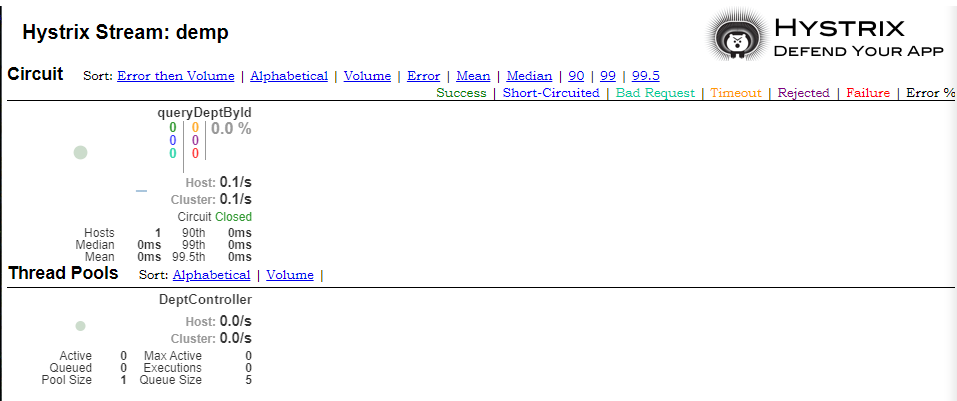 Hystrix Stream: demp
HYSTRIX
DEFEND YOUR APP
Circuit Sort: Error then Volume | Alphabetical | Volume | Error | Mean | Median | 90 | 99 | 99.5
Success | Short-Circuited | Bad Request | Timeout | Rejected | Failure | Error %
queryDeptById
0 0 0.0 %
0 0
0 0
Host: 0.1/s
Cluster: 0.1/s
Circuit Closed
Hosts 1 90th 0ms
Median 0ms 99th 0ms
Mean 0ms 99.5th 0ms
Thread Pools Sort: Alphabetical | Volume |
DeptController
Host: 0.0/s
Cluster: 0.0/s
Active 0 Max Active 0
Queued 0 Executions 0
Pool Size 1 Queue Size 5